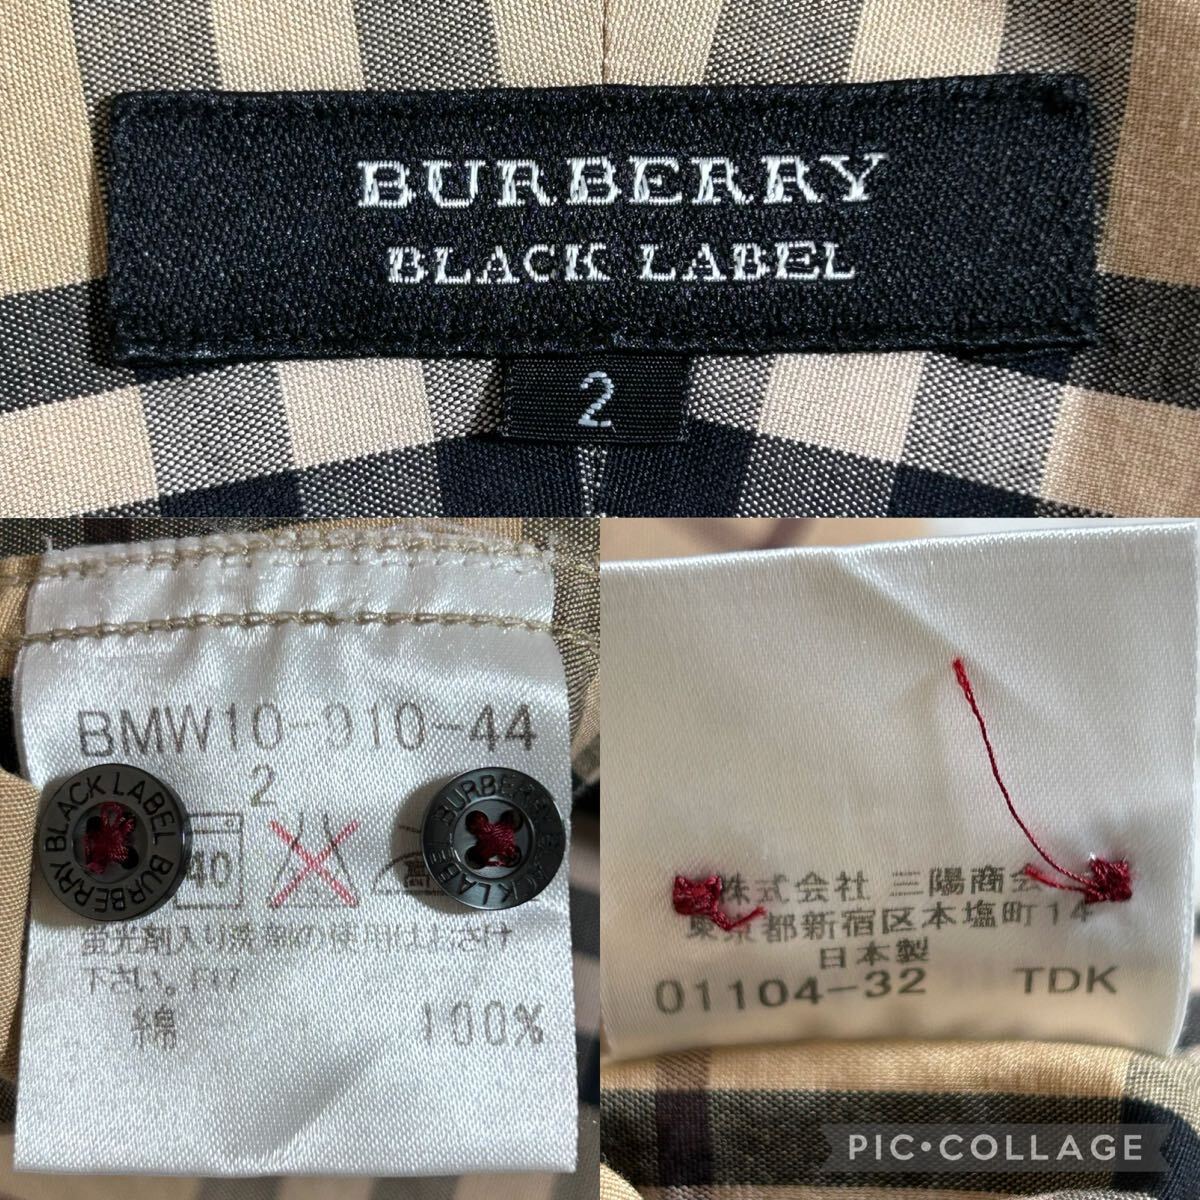 BURBERRY
BLACK LABEL
2
BMW10-910-44
2
BURBERRY BLACK LABEL
40
BURBERRY BLACK LABEL
下さい。
綿 100%
株式会社 三陽商会
東京都新宿区本塩町14
日本製
01104-32 TDK
PIC•COLLAGE